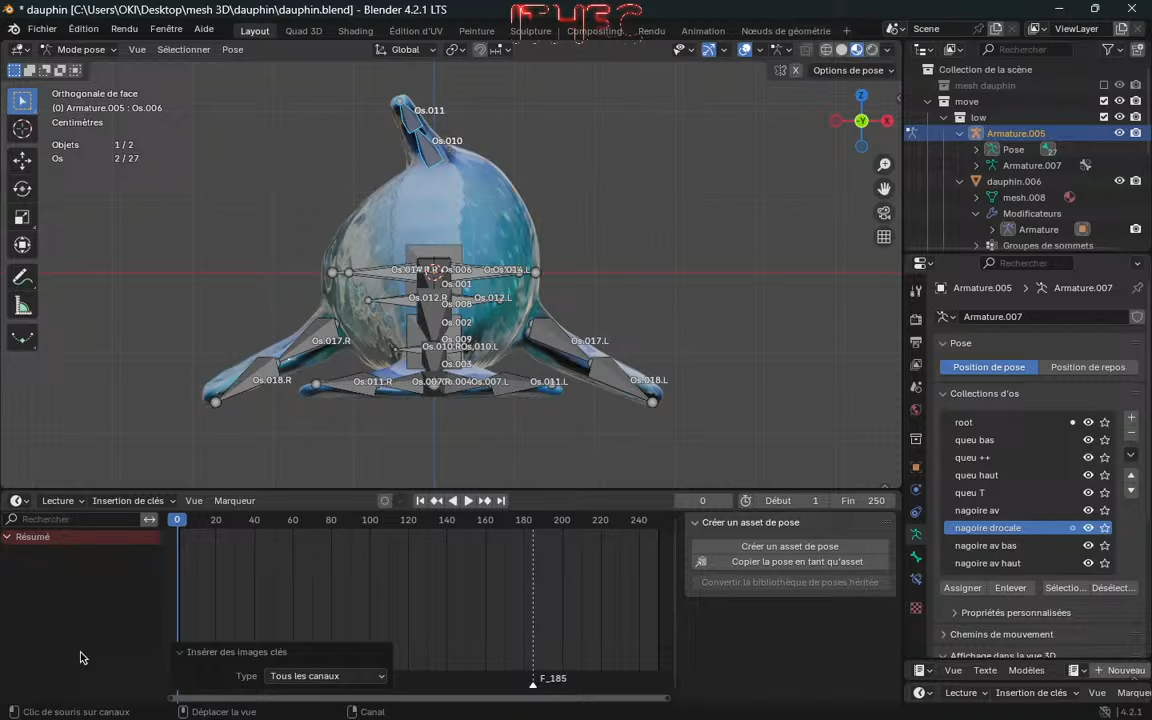 * dauphin [C:\Users\OKI\Desktop\mesh 3D\dauphin\dauphin.blend] - Blender 4.2.1 LTS
Fichier Édition Rendu Fenêtre Aide Layout Quad 3D Shading Édition d'UV Peinture Sculpture Compositing Rendu Animation Nœuds de géométrie + Scene ViewLayer
Mode pose Vue Sélectionner Pose Global Rechercher
X Options de pose
Collection de la scène
mesh dauphin
move
low
Armature.005
Pose 27
Armature.007
dauphin.006
mesh.008
Modificateurs
Armature
Groupes de sommets
Orthogonale de face
(0) Armature.005 : Os.006
Centimètres
Objets 1 / 2
Os 2 / 27
Z
-Y
X
Os.011
Os.010
Os.006
Os.014.L
Os.001
Os.012.R
Os.012.L
Os.008
Os.002
Os.009
Os.010.L
Os.003
Os.017.R
Os.017.L
Os.018.R
Os.018.L
Os.011.R
Os.011.L
Rechercher
Armature.005 > Armature.007
Armature.007
Pose
Position de pose Position de repos
Collections d'os
root
queu bas
queu ++
queu haut
queu T
nagoire av
nagoire drocale
nagoire av bas
nagoire av haut
Assigner Enlever Sélectio... Désélect...
Propriétés personnalisées
Chemins de mouvement
Affichage dans la vue 3D
Vue Texte Modèles + Nouveau
Lecture Insertion de clés Vue Marqueur
Lecture Insertion de clés Vue Marqueur 0 Début 1 Fin 250
Rechercher 0 20 40 60 80 100 120 140 160 180 200 220 240
Résumé
Créer un asset de pose
Créer un asset de pose
Copier la pose en tant qu'asset
Convertir la bibliothèque de poses héritée
Insérer des images clés
Type Tous les canaux
F_185
Clic de souris sur canaux Déplacer la vue Canal 4.2.1